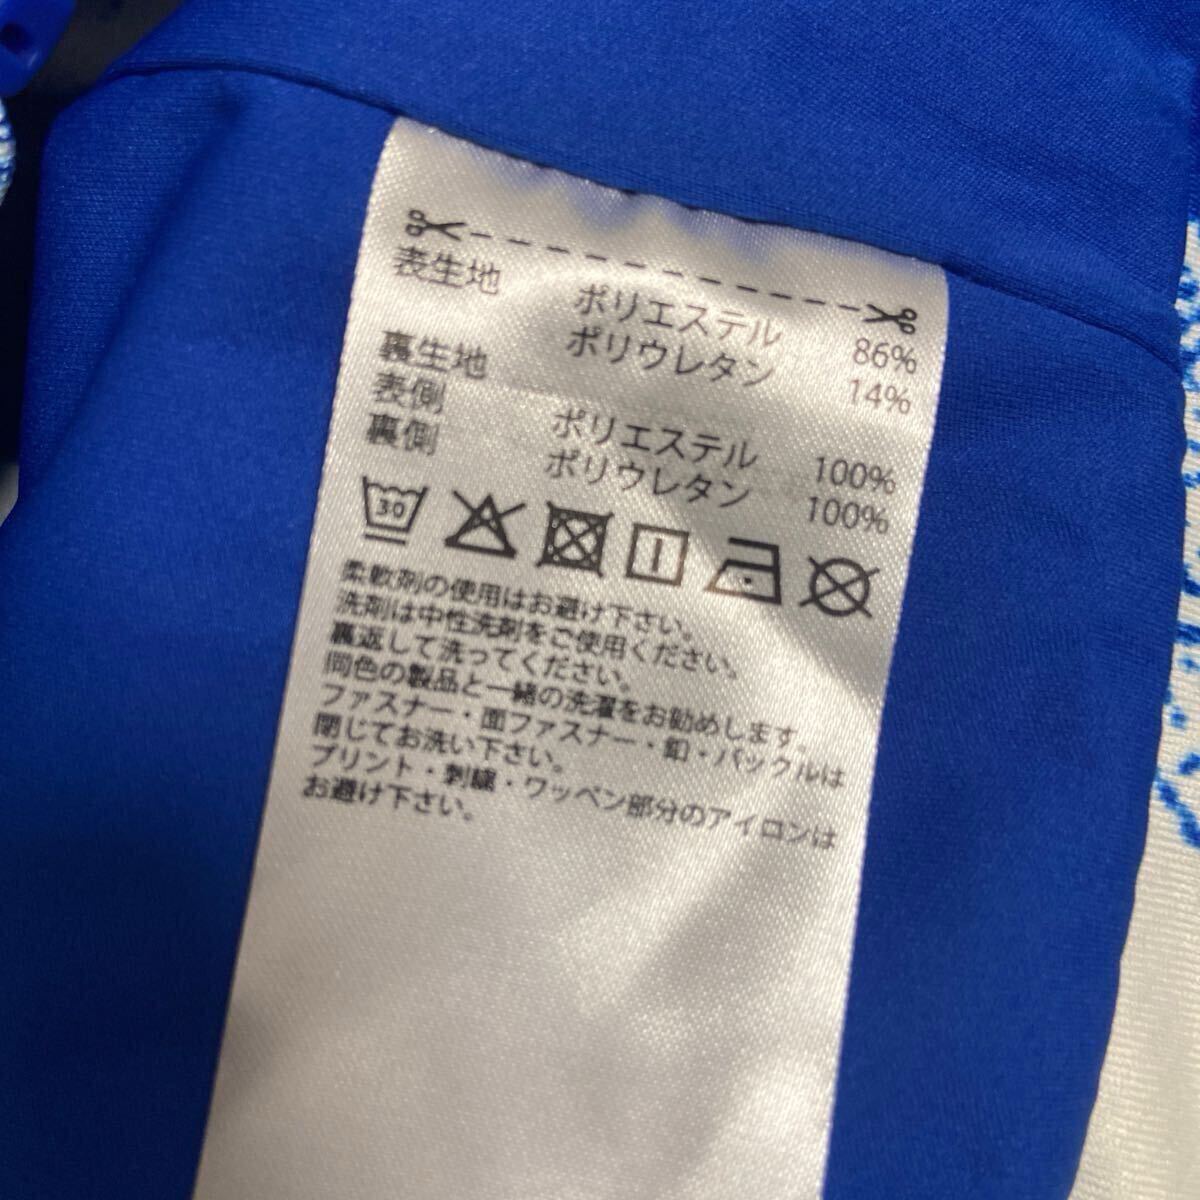 表生地 ポリエステル 86%
ポリウレタン 14%
裏生地
表側 ポリエステル 100%
裏側 ポリウレタン 100%
30
柔軟剤の使用はお避け下さい。
洗剤は中性洗剤をご使用ください。
裏返して洗ってください。
同色の製品と一緒の洗濯をお勧めします。
ファスナー・面ファスナー・釦・バックルは
閉じてお洗い下さい。
プリント・刺繍・ワッペン部分のアイロンは
お避け下さい。